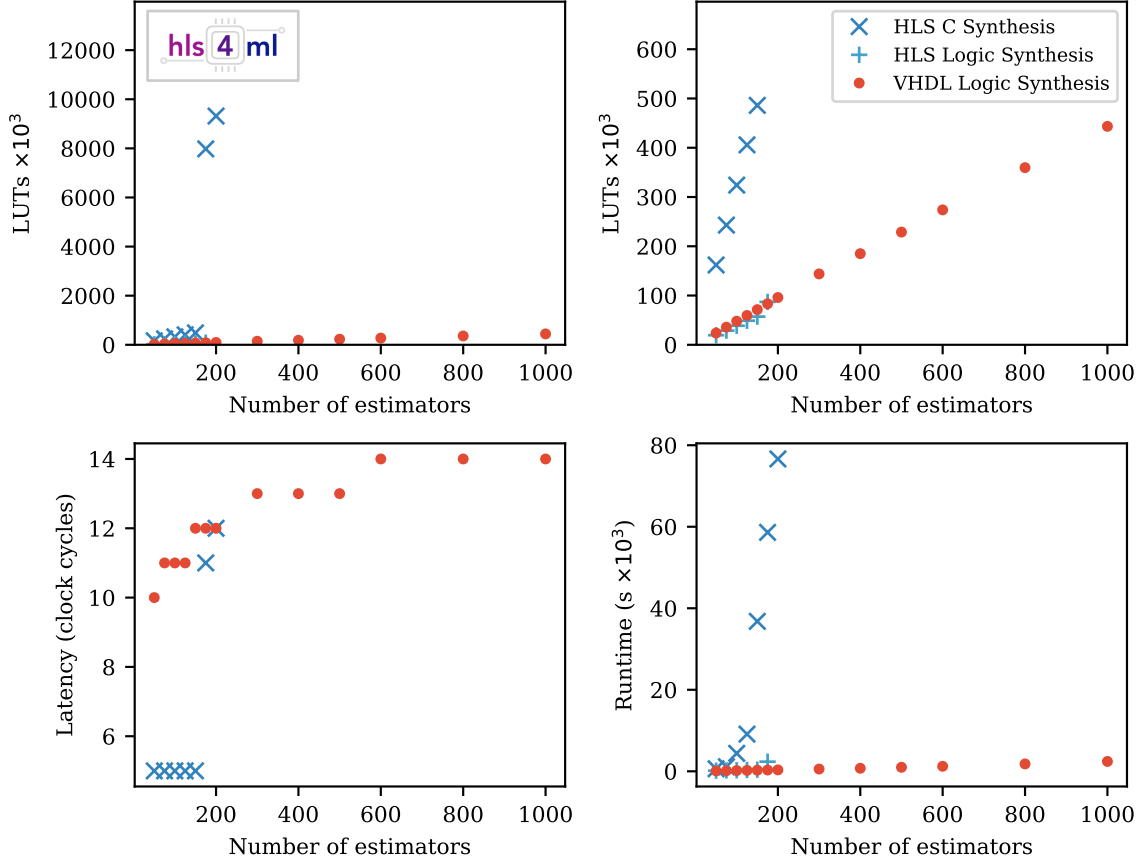 hls 4 ml
LUTs ×10³
12000
10000
8000
6000
4000
2000
0
200 400 600 800 1000
Number of estimators
HLS C Synthesis
HLS Logic Synthesis
VHDL Logic Synthesis
LUTs ×10³
600
500
400
300
200
100
0
200 400 600 800 1000
Number of estimators
Latency (clock cycles)
14
12
10
8
6
200 400 600 800 1000
Number of estimators
Runtime (s ×10³)
80
60
40
20
0
200 400 600 800 1000
Number of estimators